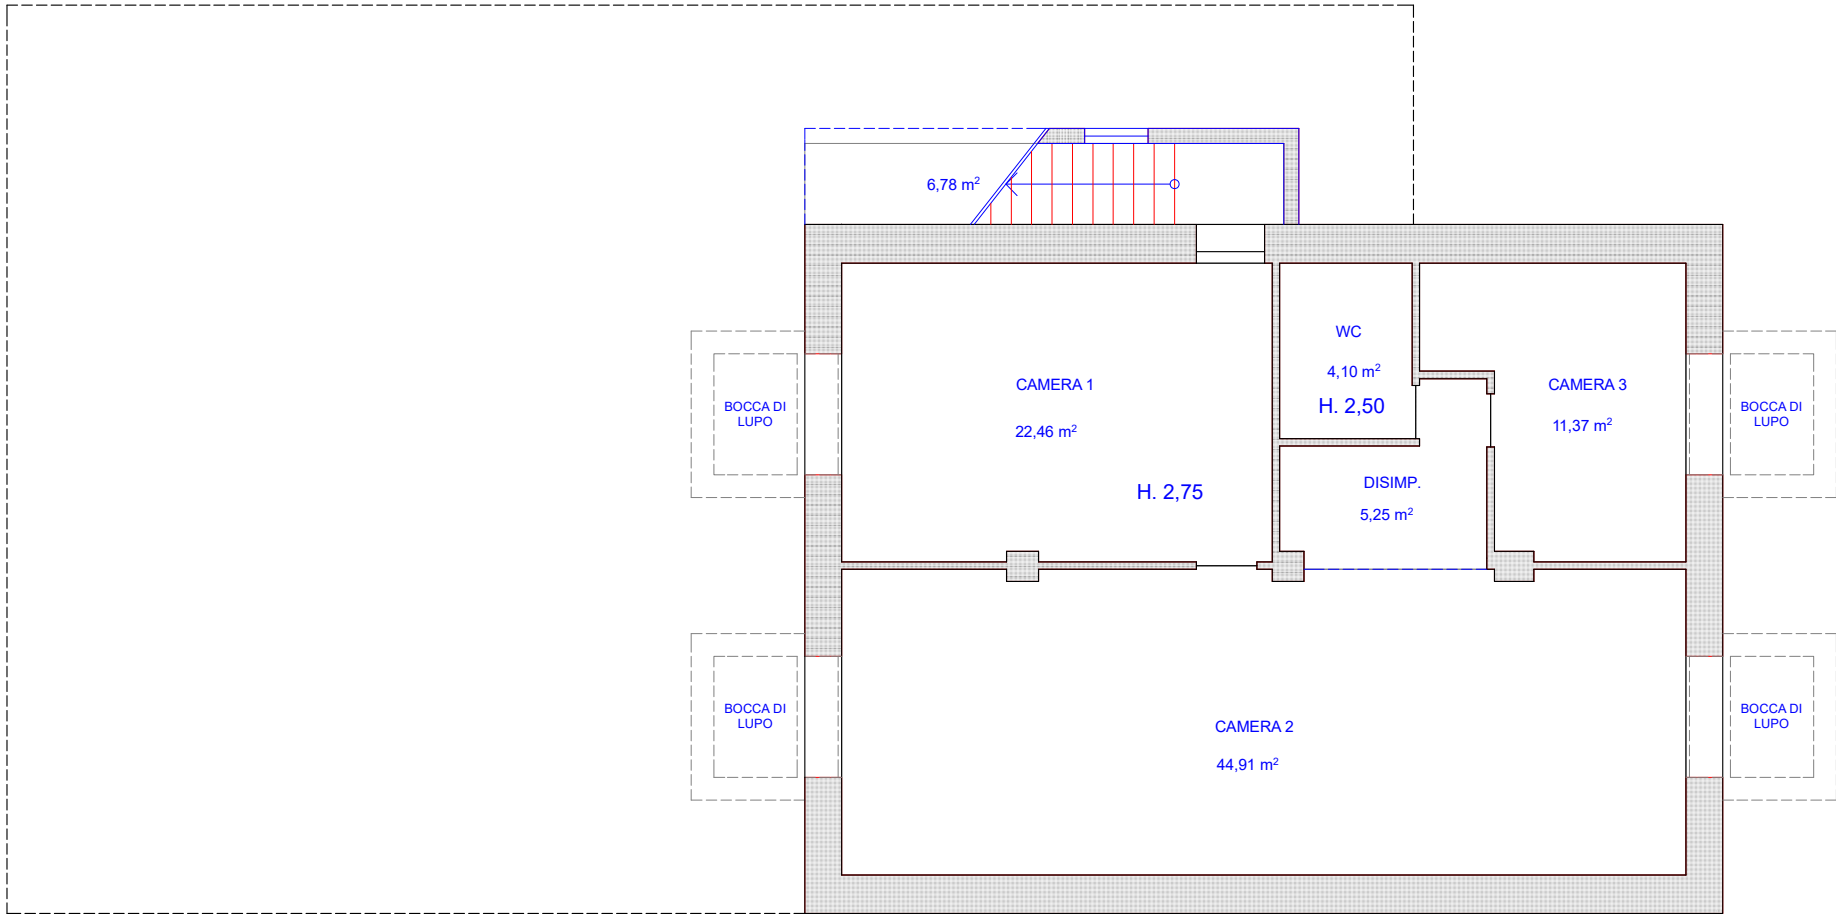 6,78 m²
WC
4,10 m²
H. 2,50
CAMERA 1
22,46 m²
H. 2,75
CAMERA 3
11,37 m²
BOCCA DI
LUPO
BOCCA DI
LUPO
DISIMP.
5,25 m²
BOCCA DI
LUPO
CAMERA 2
44,91 m²
BOCCA DI
LUPO